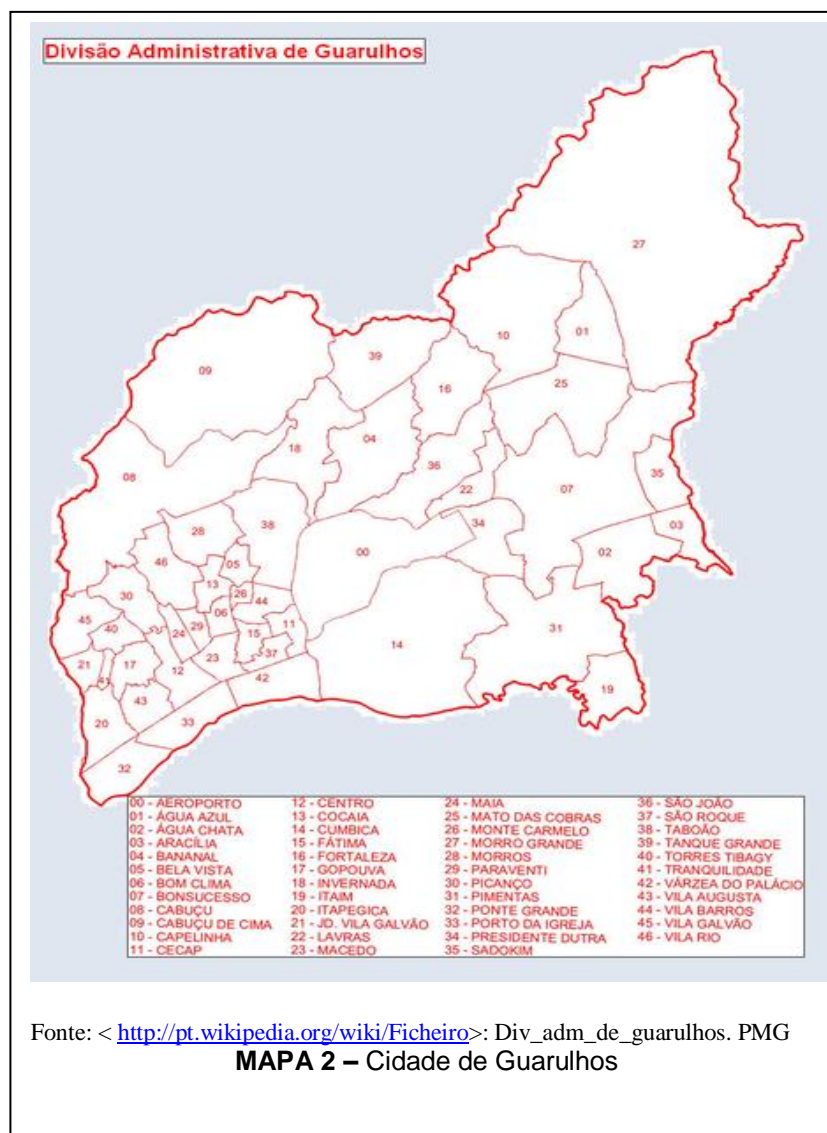 Divisão Administrativa de Guarulhos
27
10
01
09
39
25
16
04
18
36
08
22
07
35
28
38
34
03
00
02
46
05
13
26
30
44
06
45
29
11
40
24
15
31
14
21
17
23
37
41
12
42
19
43
20
33
32
00 - AEROPORTO
01 - ÁGUA AZUL
02 - ÁGUA CHATA
03 - ARACÍLIA
04 - BANANAL
05 - BELA VISTA
06 - BOM CLIMA
07 - BONSUCESSO
08 - CABUÇU
09 - CABUÇU DE CIMA
10 - CAPELINHA
11 - CECAP
12 - CENTRO
13 - COCAIA
14 - CUMBICA
15 - FÁTIMA
16 - FORTALEZA
17 - GOPOUVA
18 - INVERNADA
19 - ITAIM
20 - ITAPEGICA
21 - JD. VILA GALVÃO
22 - LAVRAS
23 - MACEDO
24 - MAIA
25 - MATO DAS COBRAS
26 - MONTE CARMELO
27 - MORRO GRANDE
28 - MORROS
29 - PARAVENTI
30 - PICANÇO
31 - PIMENTAS
32 - PONTE GRANDE
33 - PORTO DA IGREJA
34 - PRESIDENTE DUTRA
35 - SADOKIM
36 - SÃO JOÃO
37 - SÃO ROQUE
38 - TABOÃO
39 - TANQUE GRANDE
40 - TORRES TIBAGY
41 - TRANQUILIDADE
42 - VÁRZEA DO PALÁCIO
43 - VILA AUGUSTA
44 - VILA BARROS
45 - VILA GALVÃO
46 - VILA RIO
Fonte: < http://pt.wikipedia.org/wiki/Ficheiro>: Div_adm_de_guarulhos. PMG
MAPA 2 – Cidade de Guarulhos